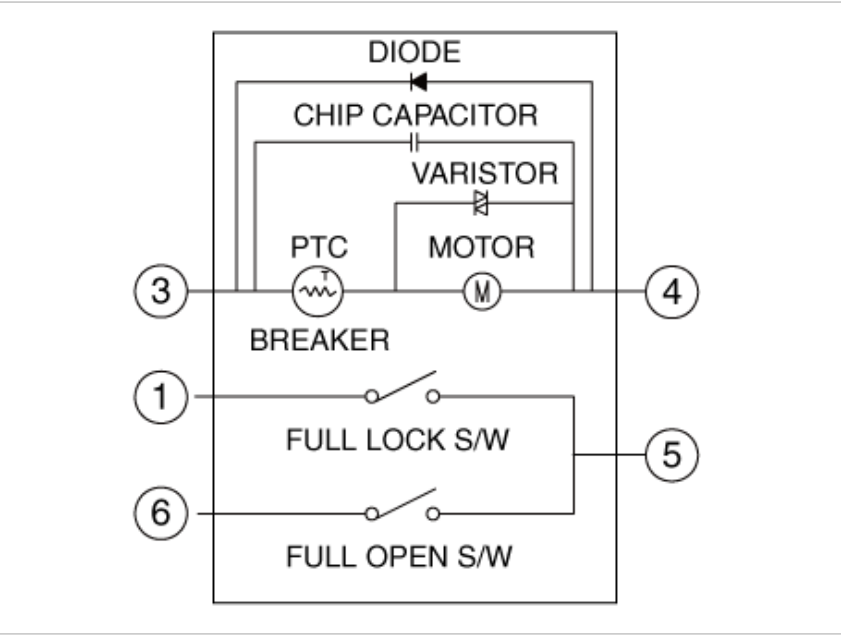 DIODE
CHIP CAPACITOR
VARISTOR
PTC MOTOR
T
3 M 4
BREAKER
1
FULL LOCK S/W
5
6
FULL OPEN S/W